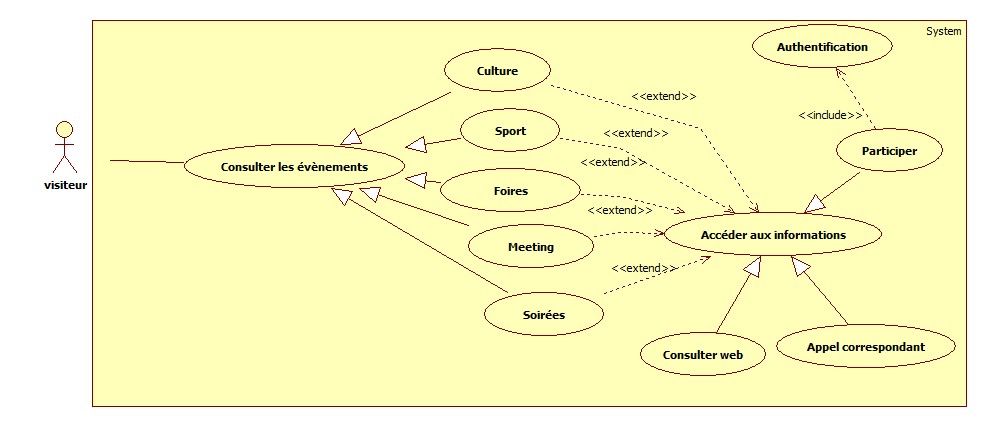 System
Authentification
Culture
<<extend>>
<<include>>
Sport
<<extend>>
Participer
visiteur
Consulter les évènements
<<extend>>
Foires
<<extend>>
Accéder aux informations
Meeting
<<extend>>
Soirées
Consulter web
Appel correspondant